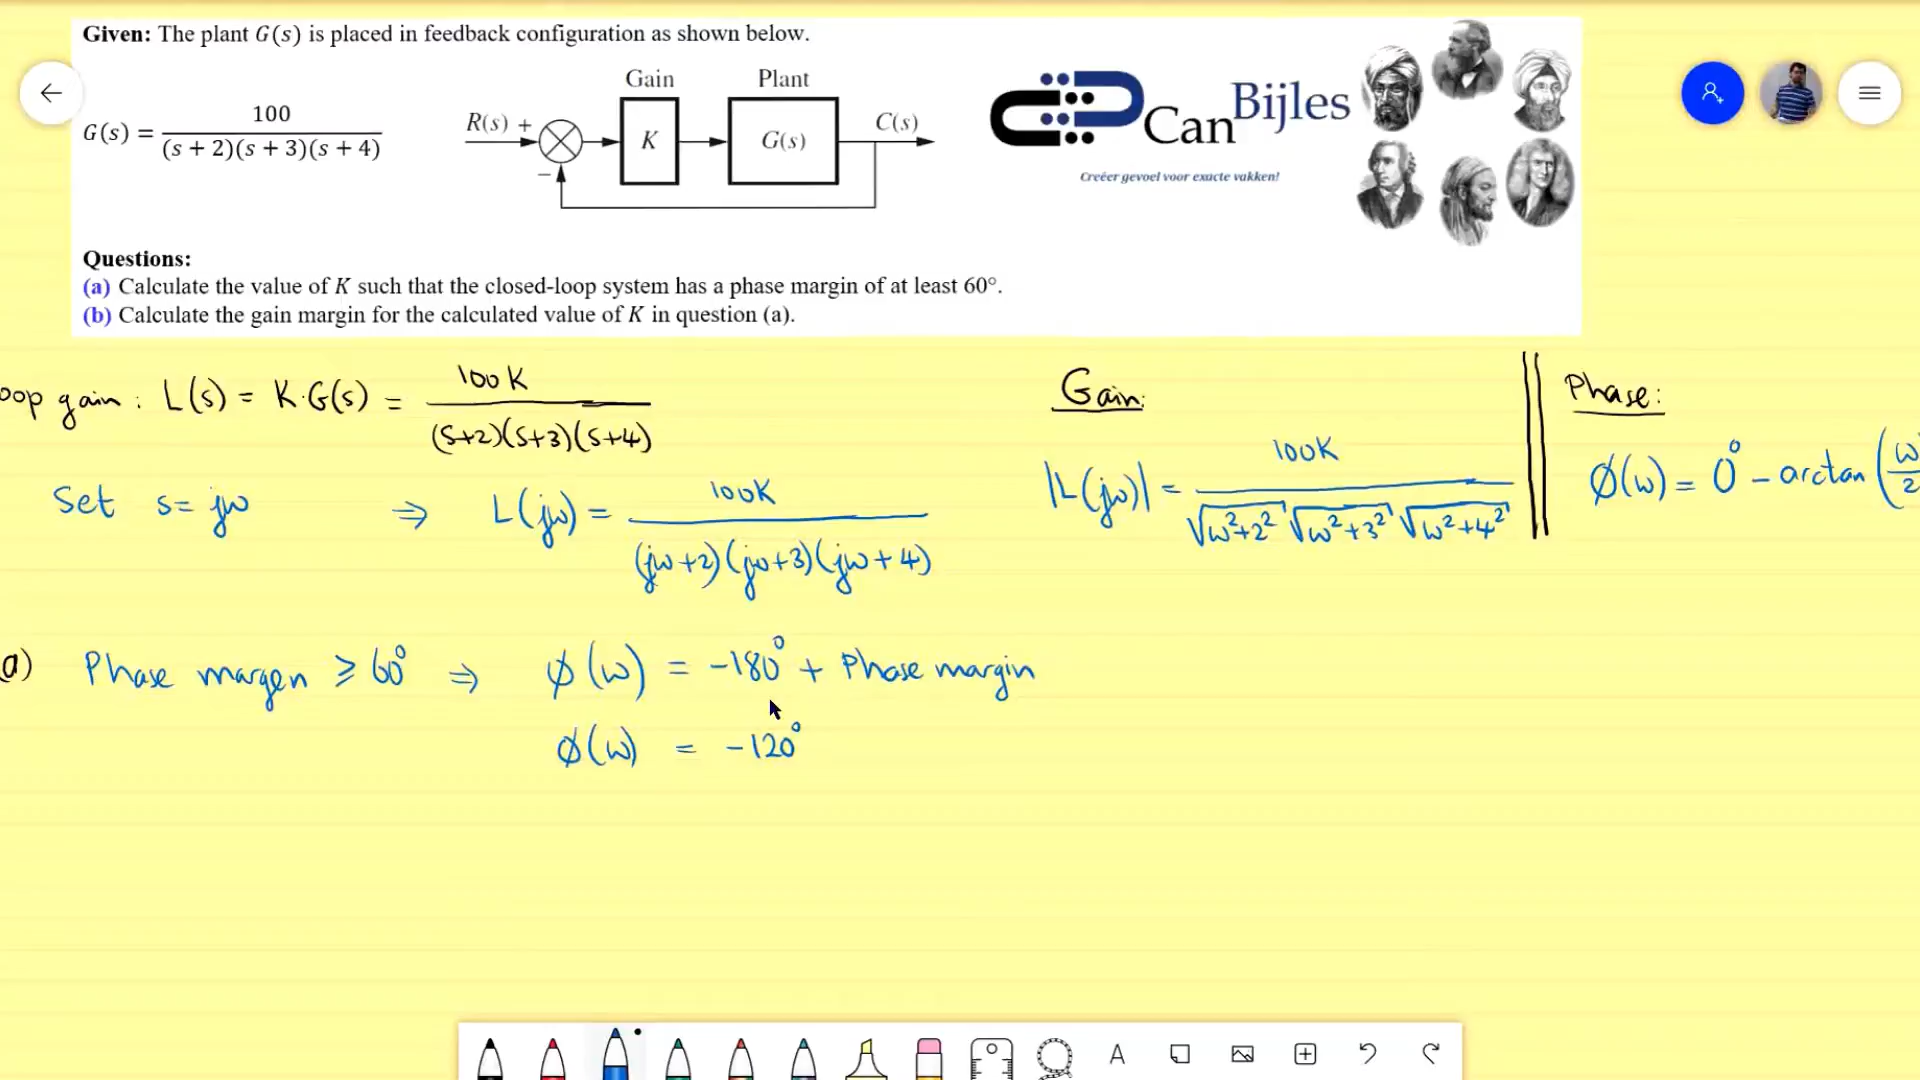 Given: The plant G(s) is placed in feedback configuration as shown below.
G(s) = 100 / (s + 2)(s + 3)(s + 4)
Gain Plant
R(s) + K G(s) C(s)
−
Can Bijles
Creëer gevoel voor exacte vakken!
Questions:
(a) Calculate the value of K such that the closed-loop system has a phase margin of at least 60°.
(b) Calculate the gain margin for the calculated value of K in question (a).
oop gain: L(s) = K·G(s) = 100K / (s+2)(s+3)(s+4)
Set s = jω ⇒ L(jω) = 100K / (jω+2)(jω+3)(jω+4)
Gain:
|L(jω)| = 100K / √ω²+2² √ω²+3² √ω²+4²
Phase:
φ(ω) = 0° − arctan(ω/2
a) Phase margen ≥ 60° ⇒ φ(ω) = −180° + Phase margin
φ(ω) = −120°
A